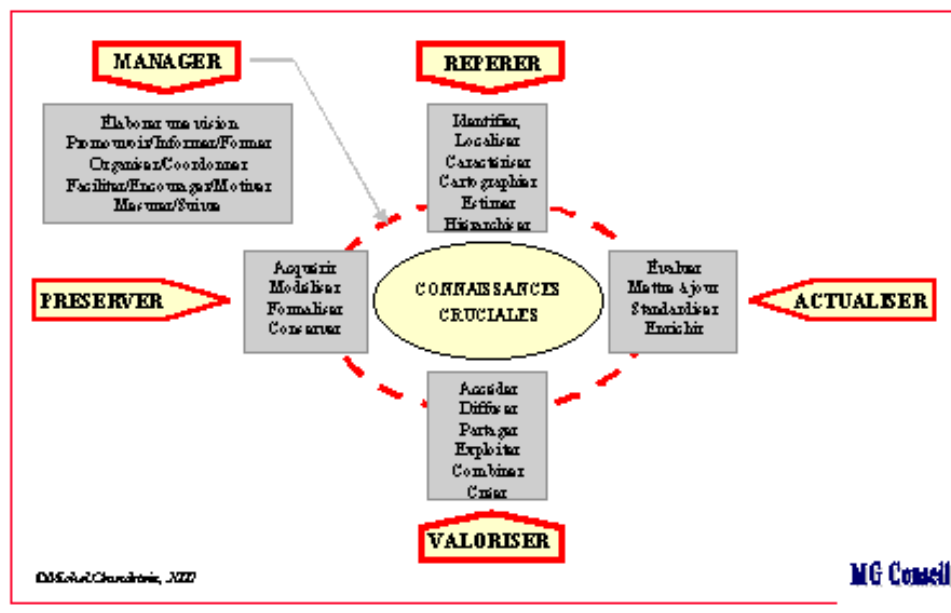 MANAGER
Élaborer une vision
Promouvoir/Informer/Former
Organiser/Coordonner
Faciliter/Encourager/Motiver
Mesurer/Suivre
REPERER
Identifier,
Localiser
Caractériser
Cartographier
Estimer
Hiérarchiser
PRESERVER
Acquérir
Modéliser
Formaliser
Conserver
CONNAISSANCES
CRUCIALES
Évaluer
Mettre à jour
Standardiser
Enrichir
ACTUALISER
Accéder
Diffuser
Partager
Exploiter
Combiner
Créer
VALORISER
MG Conseil